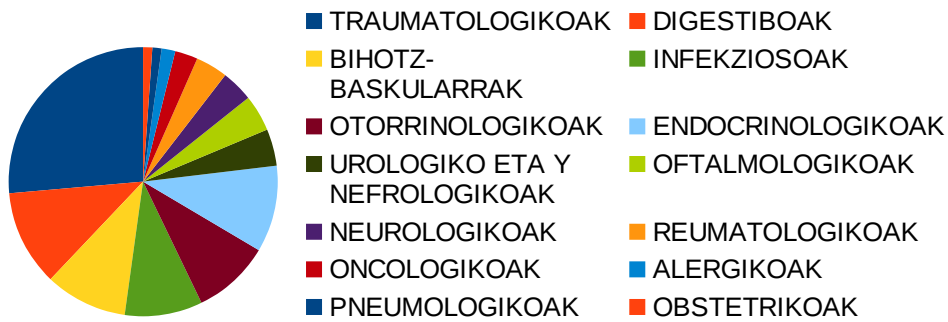 TRAUMATOLOGIKOAK
DIGESTIBOAK
BIHOTZ-
BASKULARRAK
INFEKZIOSOAK
OTORRINOLOGIKOAK
ENDOCRINOLOGIKOAK
UROLOGIKO ETA Y
NEFROLOGIKOAK
OFTALMOLOGIKOAK
NEUROLOGIKOAK
REUMATOLOGIKOAK
ONCOLOGIKOAK
ALERGIKOAK
PNEUMOLOGIKOAK
OBSTETRIKOAK